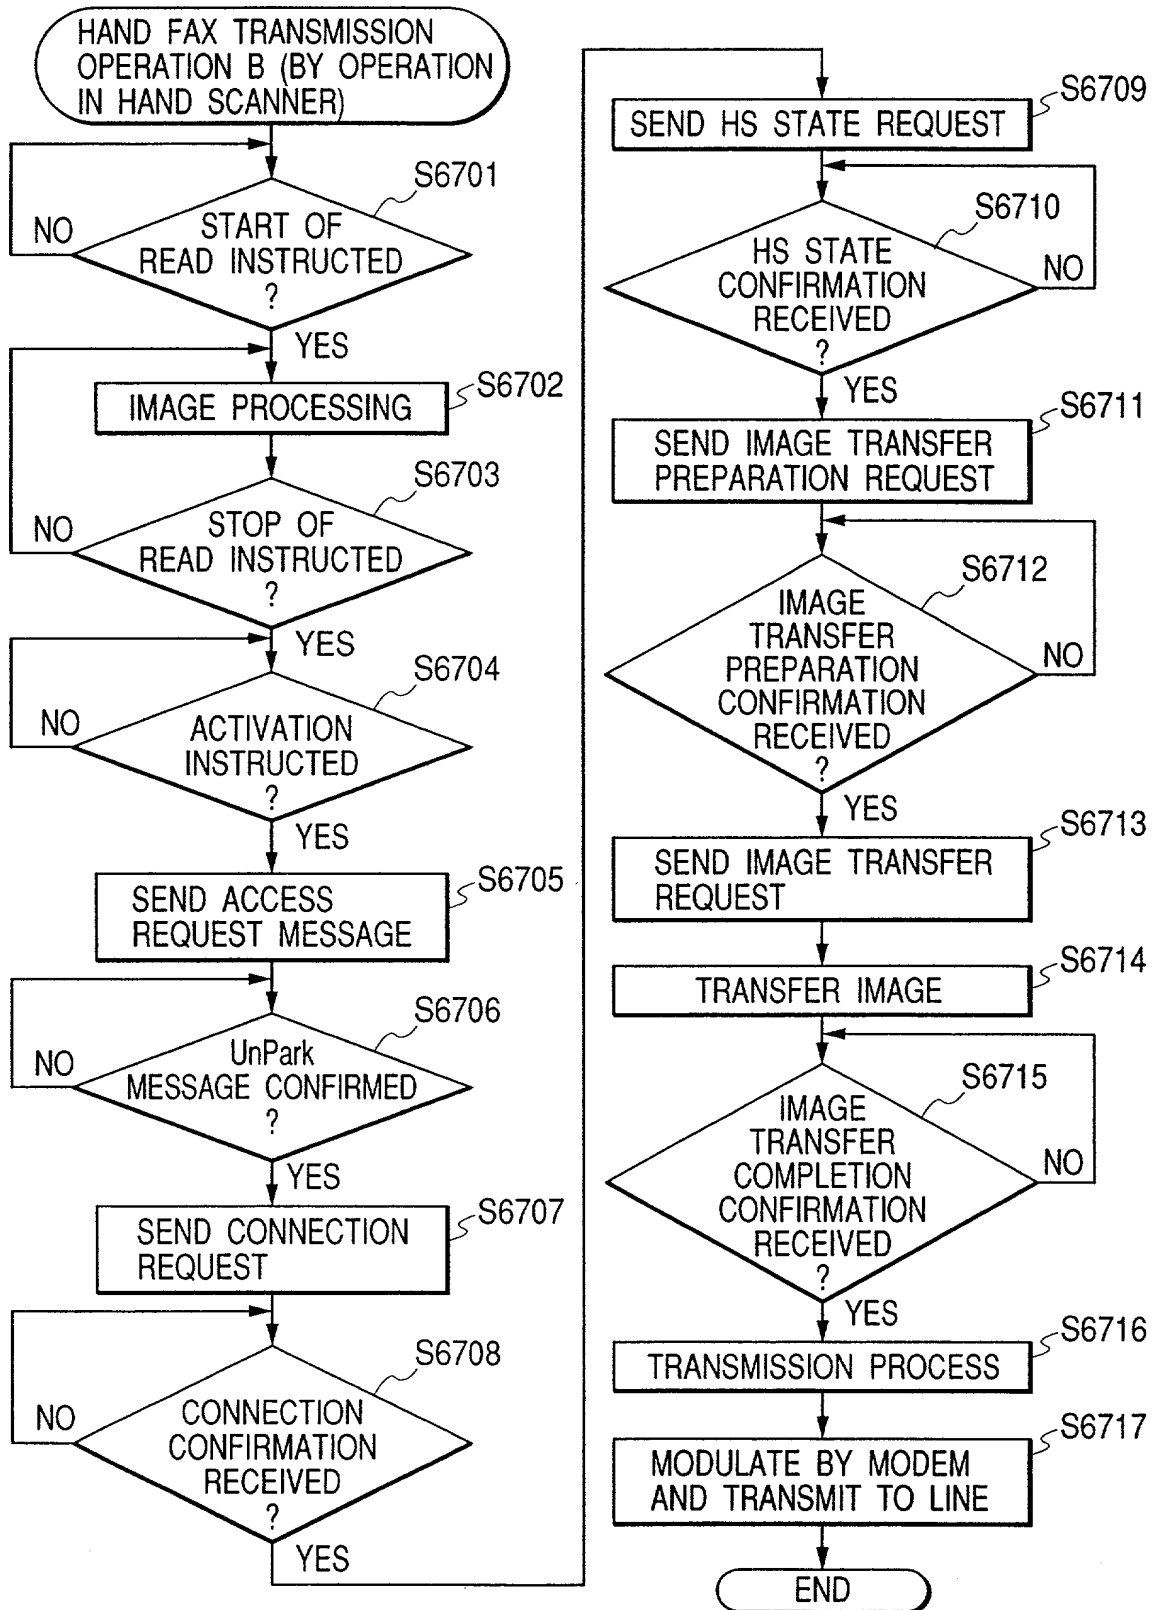 HAND FAX TRANSMISSION
OPERATION B (BY OPERATION
IN HAND SCANNER)
S6701
START OF
READ INSTRUCTED
?
NO
YES
S6702
IMAGE PROCESSING
S6703
STOP OF
READ INSTRUCTED
?
NO
YES
S6704
ACTIVATION
INSTRUCTED
?
NO
YES
S6705
SEND ACCESS
REQUEST MESSAGE
S6706
UnPark
MESSAGE CONFIRMED
?
NO
YES
S6707
SEND CONNECTION
REQUEST
S6708
CONNECTION
CONFIRMATION
RECEIVED
?
NO
YES
S6709
SEND HS STATE REQUEST
S6710
HS STATE
CONFIRMATION
RECEIVED
?
NO
YES
S6711
SEND IMAGE TRANSFER
PREPARATION REQUEST
S6712
IMAGE
TRANSFER
PREPARATION
CONFIRMATION
RECEIVED
?
NO
YES
S6713
SEND IMAGE TRANSFER
REQUEST
S6714
TRANSFER IMAGE
S6715
IMAGE
TRANSFER
COMPLETION
CONFIRMATION
RECEIVED
?
NO
YES
S6716
TRANSMISSION PROCESS
S6717
MODULATE BY MODEM
AND TRANSMIT TO LINE
END